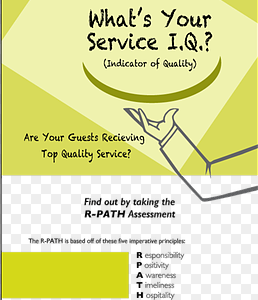 What's Your
Service I.Q.?
(Indicator of Quality)
Are Your Guests Recieving
Top Quality Service?
Find out by taking the
R-PATH Assessment
The R-PATH is based off of these five imperative principles:
Responsibility
Positivity
Awareness
Timeliness
Hospitality